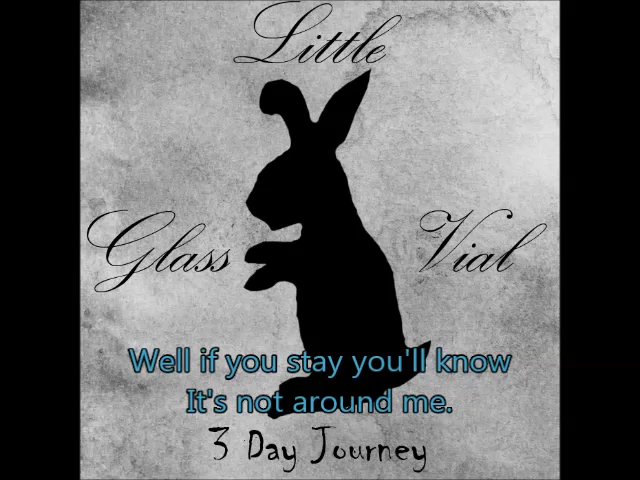 Little
Glass Vial
Well if you stay you'll know
It's not around me.
3 Day Journey